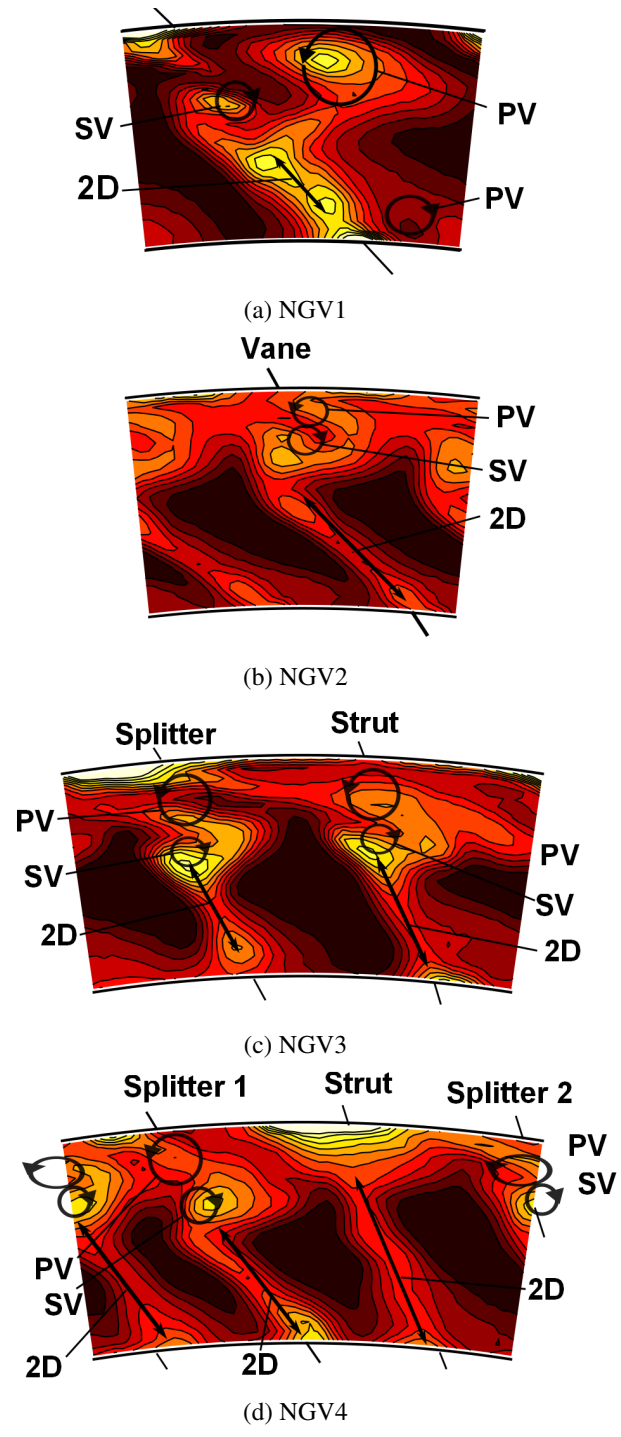 SV
PV
2D
PV
(a) NGV1
Vane
PV
SV
2D
(b) NGV2
Splitter
Strut
PV
PV
SV
SV
2D
2D
(c) NGV3
Splitter 1
Strut
Splitter 2
PV
SV
PV
SV
2D
2D
2D
(d) NGV4